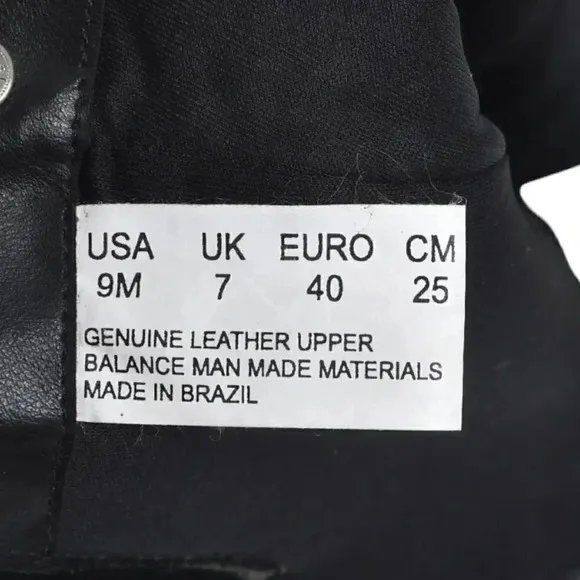 USA UK EURO CM
9M 7 40 25
GENUINE LEATHER UPPER
BALANCE MAN MADE MATERIALS
MADE IN BRAZIL